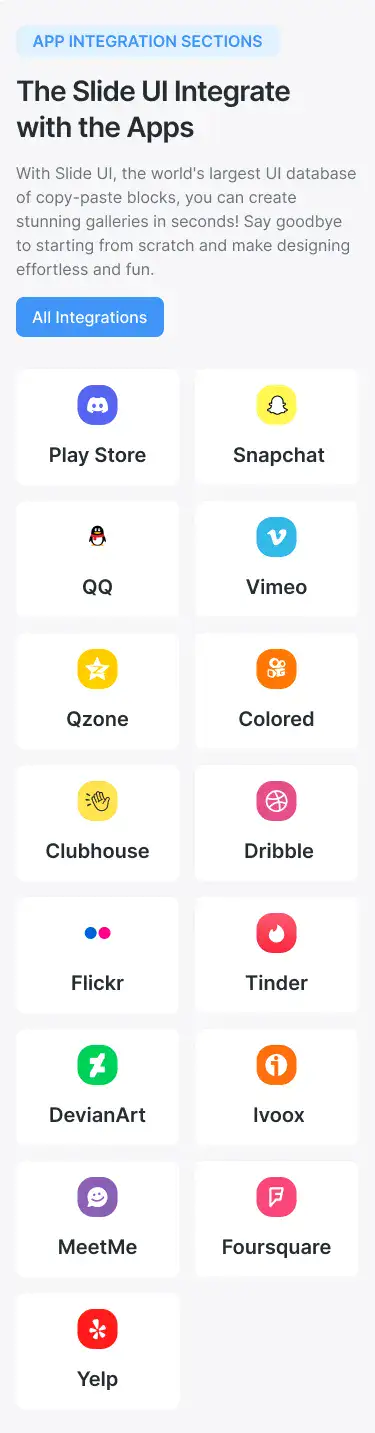 APP INTEGRATION SECTIONS
The Slide UI Integrate
with the Apps
With Slide UI, the world's largest UI database
of copy-paste blocks, you can create
stunning galleries in seconds! Say goodbye
to starting from scratch and make designing
effortless and fun.
All Integrations
Play Store
Snapchat
QQ
Vimeo
Qzone
Colored
Clubhouse
Dribble
Flickr
Tinder
DevianArt
Ivoox
MeetMe
Foursquare
Yelp